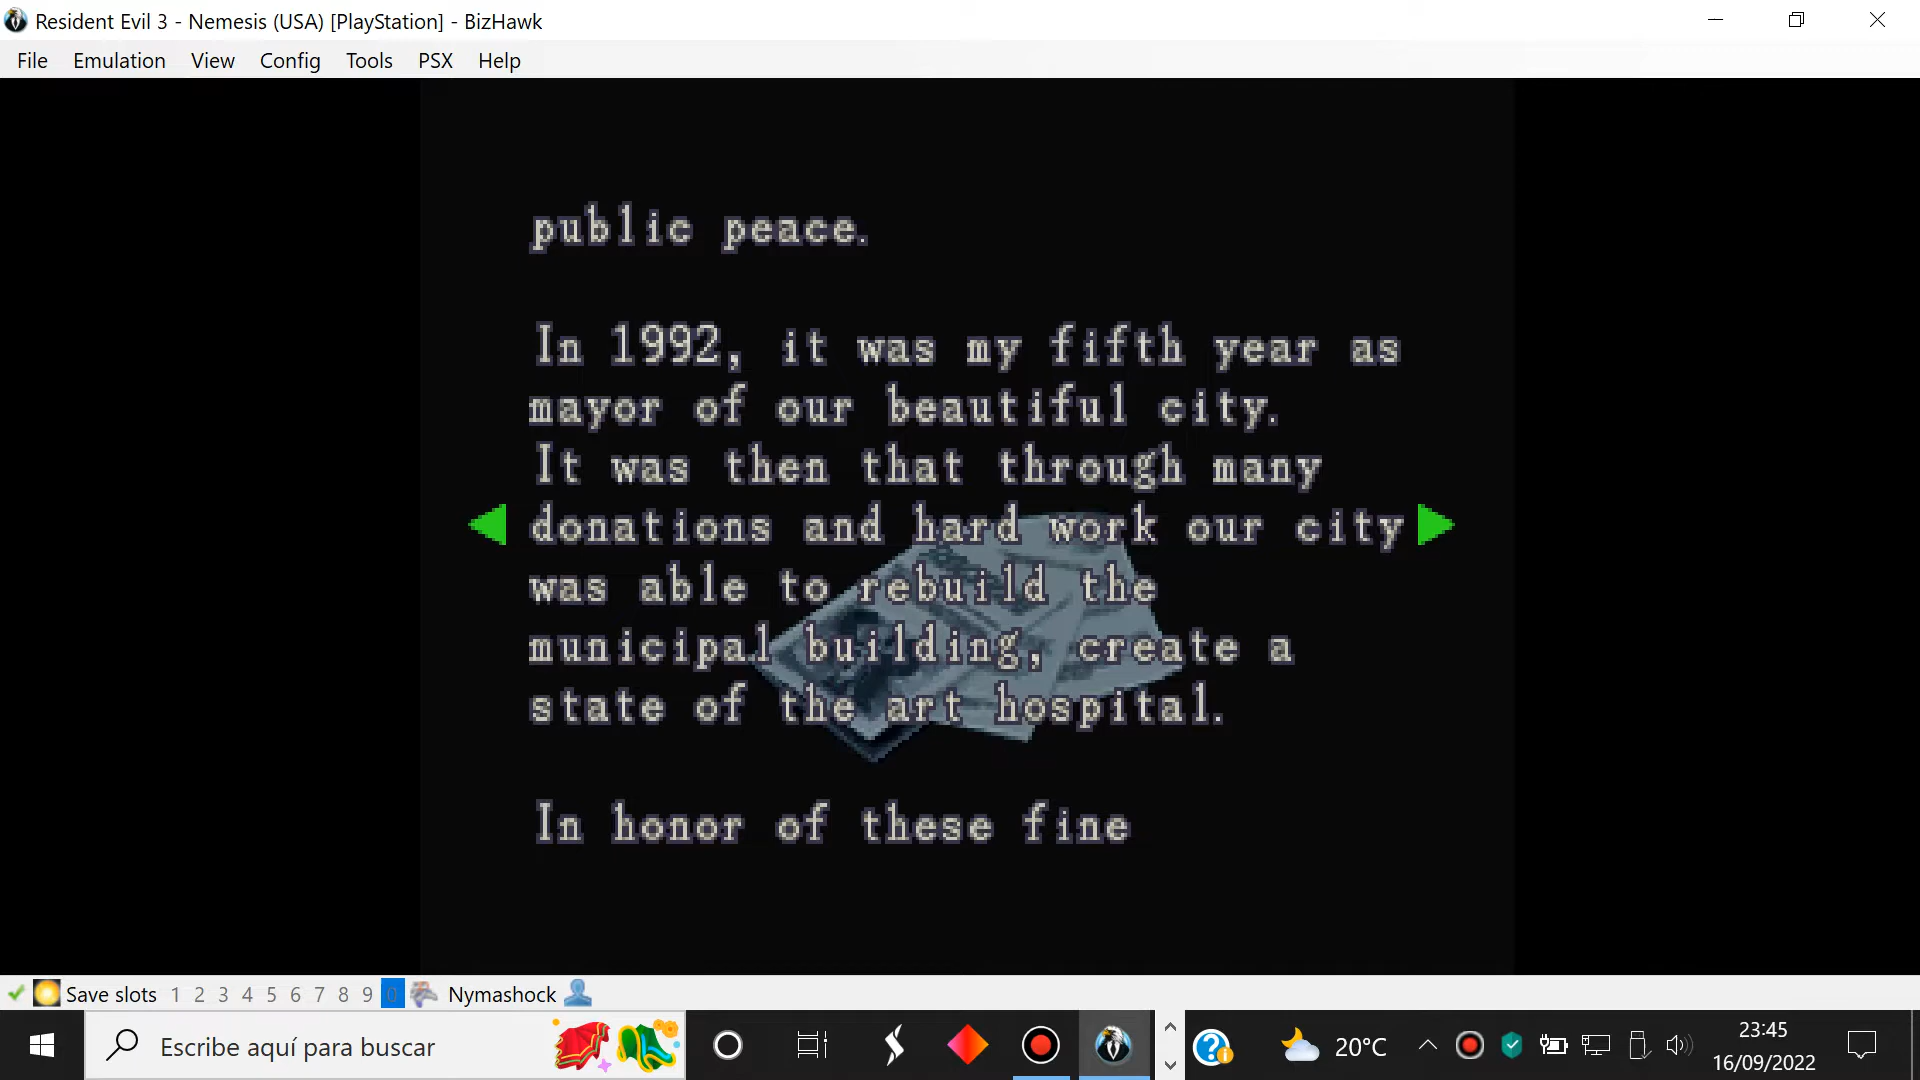 Resident Evil 3 - Nemesis (USA) [PlayStation] - BizHawk
File Emulation View Config Tools PSX Help
public peace.
In 1992, it was my fifth year as
mayor of our beautiful city.
It was then that through many
donations and hard work our city
was able to rebuild the
municipal building, create a
state of the art hospital.
In honor of these fine
Save slots 1 2 3 4 5 6 7 8 9 0 Nymashock
Escribe aquí para buscar
20°C
23:45
16/09/2022